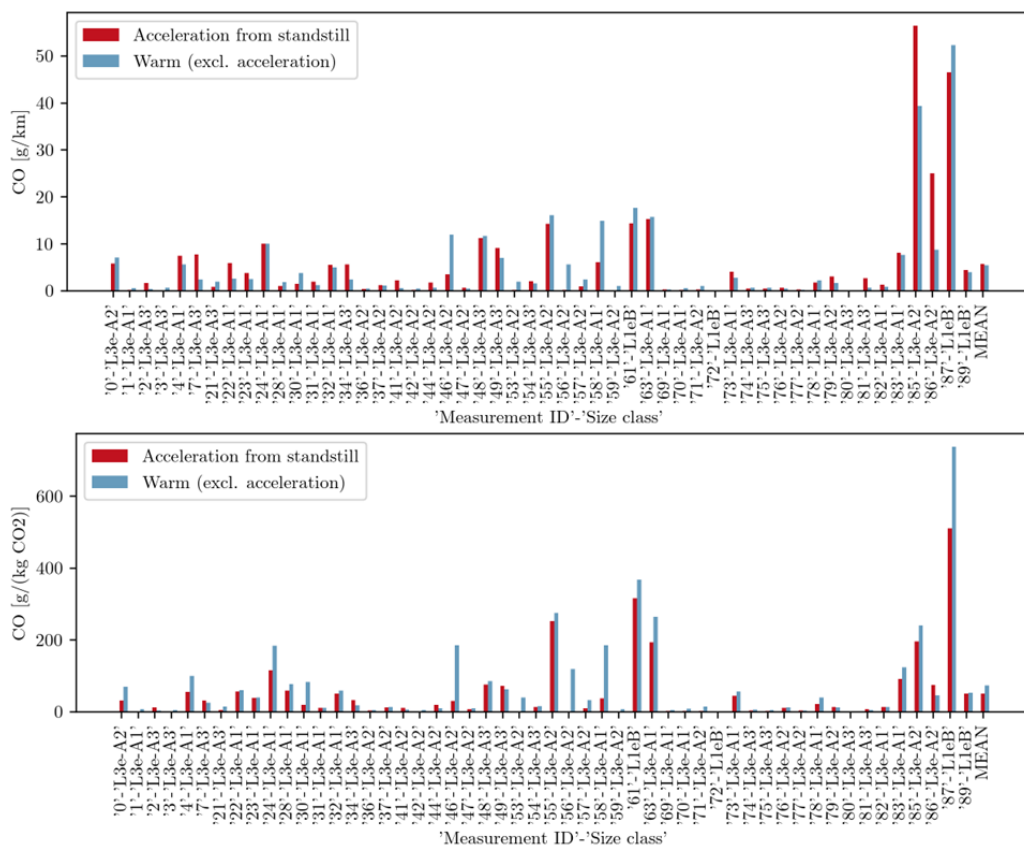 Acceleration from standstill
Warm (excl. acceleration)
CO [g/km]
50
40
30
20
10
0
'0'-'L3e-A2'
'1'-'L3e-A1'
'2'-'L3e-A3'
'3'-'L3e-A3'
'4'-'L3e-A1'
'7'-'L3e-A3'
'21'-'L3e-A3'
'22'-'L3e-A1'
'23'-'L3e-A1'
'24'-'L3e-A1'
'28'-'L3e-A1'
'30'-'L3e-A1'
'31'-'L3e-A1'
'32'-'L3e-A1'
'34'-'L3e-A3'
'36'-'L3e-A2'
'37'-'L3e-A2'
'41'-'L3e-A2'
'42'-'L3e-A2'
'44'-'L3e-A2'
'46'-'L3e-A2'
'47'-'L3e-A2'
'48'-'L3e-A3'
'49'-'L3e-A3'
'53'-'L3e-A2'
'54'-'L3e-A3'
'55'-'L3e-A2'
'56'-'L3e-A2'
'57'-'L3e-A2'
'58'-'L3e-A1'
'59'-'L3e-A2'
'61'-'L1eB'
'63'-'L3e-A1'
'69'-'L3e-A1'
'70'-'L3e-A1'
'71'-'L3e-A2'
'72'-'L1eB'
'73'-'L3e-A1'
'74'-'L3e-A3'
'75'-'L3e-A3'
'76'-'L3e-A2'
'77'-'L3e-A2'
'78'-'L3e-A1'
'79'-'L3e-A2'
'80'-'L3e-A3'
'81'-'L3e-A3'
'82'-'L3e-A1'
'83'-'L3e-A1'
'85'-'L3e-A2'
'86'-'L3e-A2'
'87'-'L1eB'
'89'-'L1eB'
MEAN
'Measurement ID'-'Size class'
Acceleration from standstill
Warm (excl. acceleration)
CO [g/(kg CO2)]
600
400
200
0
'0'-'L3e-A2'
'1'-'L3e-A1'
'2'-'L3e-A3'
'3'-'L3e-A3'
'4'-'L3e-A1'
'7'-'L3e-A3'
'21'-'L3e-A3'
'22'-'L3e-A1'
'23'-'L3e-A1'
'24'-'L3e-A1'
'28'-'L3e-A1'
'30'-'L3e-A1'
'31'-'L3e-A1'
'32'-'L3e-A1'
'34'-'L3e-A3'
'36'-'L3e-A2'
'37'-'L3e-A2'
'41'-'L3e-A2'
'42'-'L3e-A2'
'44'-'L3e-A2'
'46'-'L3e-A2'
'47'-'L3e-A2'
'48'-'L3e-A3'
'49'-'L3e-A3'
'53'-'L3e-A2'
'54'-'L3e-A3'
'55'-'L3e-A2'
'56'-'L3e-A2'
'57'-'L3e-A2'
'58'-'L3e-A1'
'59'-'L3e-A2'
'61'-'L1eB'
'63'-'L3e-A1'
'69'-'L3e-A1'
'70'-'L3e-A1'
'71'-'L3e-A2'
'72'-'L1eB'
'73'-'L3e-A1'
'74'-'L3e-A3'
'75'-'L3e-A3'
'76'-'L3e-A2'
'77'-'L3e-A2'
'78'-'L3e-A1'
'79'-'L3e-A2'
'80'-'L3e-A3'
'81'-'L3e-A3'
'82'-'L3e-A1'
'83'-'L3e-A1'
'85'-'L3e-A2'
'86'-'L3e-A2'
'87'-'L1eB'
'89'-'L1eB'
MEAN
'Measurement ID'-'Size class'